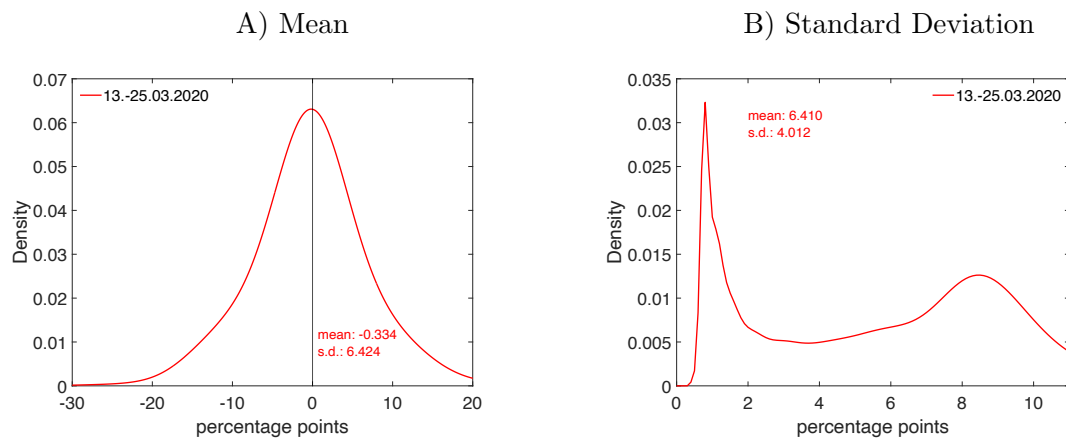 A) Mean
13.-25.03.2020
0.07
0.06
0.05
0.04
0.03
0.02
0.01
0
Density
mean: -0.334
s.d.: 6.424
-30 -20 -10 0 10 20
percentage points
B) Standard Deviation
13.-25.03.2020
mean: 6.410
s.d.: 4.012
0.035
0.03
0.025
0.02
0.015
0.01
0.005
0
Density
0 2 4 6 8 10
percentage points